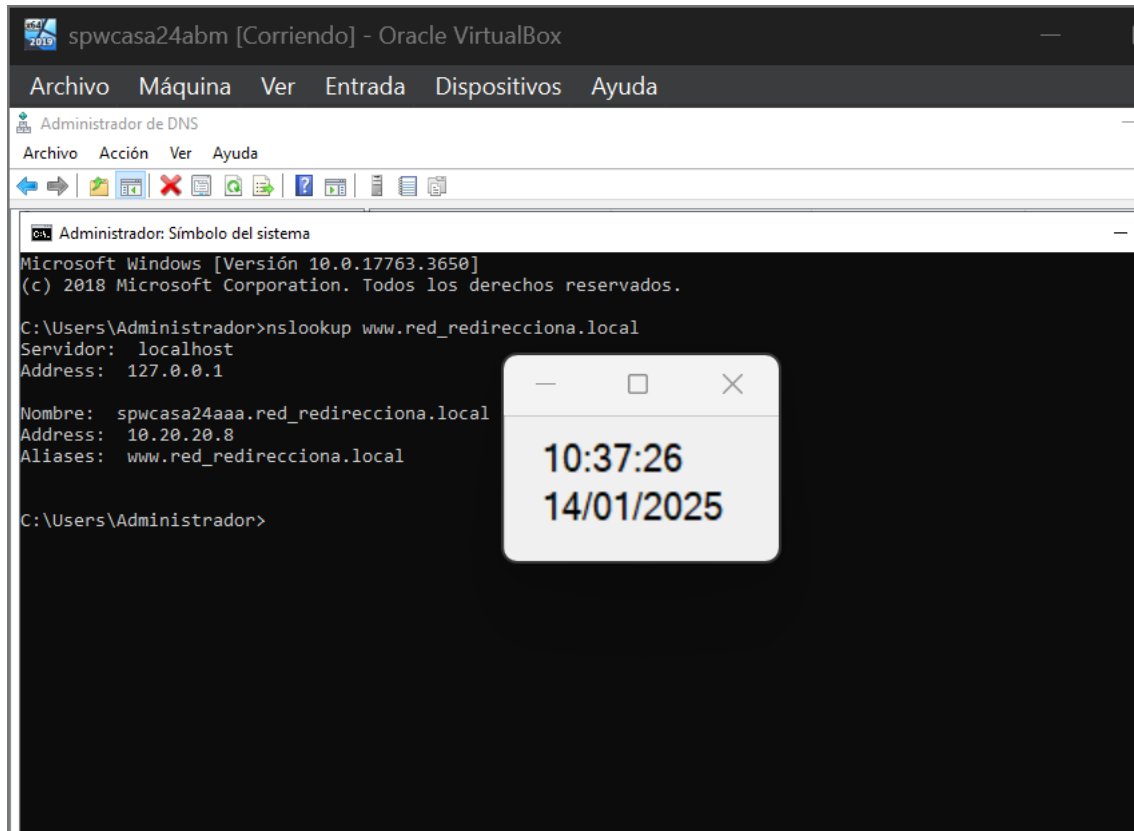 x64
2019
spwcasa24abm [Corriendo] - Oracle VirtualBox
Archivo Máquina Ver Entrada Dispositivos Ayuda
Administrador de DNS
Archivo Acción Ver Ayuda
Administrador: Símbolo del sistema
Microsoft Windows [Versión 10.0.17763.3650]
(c) 2018 Microsoft Corporation. Todos los derechos reservados.
C:\Users\Administrador>nslookup www.red_redirecciona.local
Servidor: localhost
Address: 127.0.0.1
Nombre: spwcasa24aaa.red_redirecciona.local
Address: 10.20.20.8
Aliases: www.red_redirecciona.local
C:\Users\Administrador>
10:37:26
14/01/2025